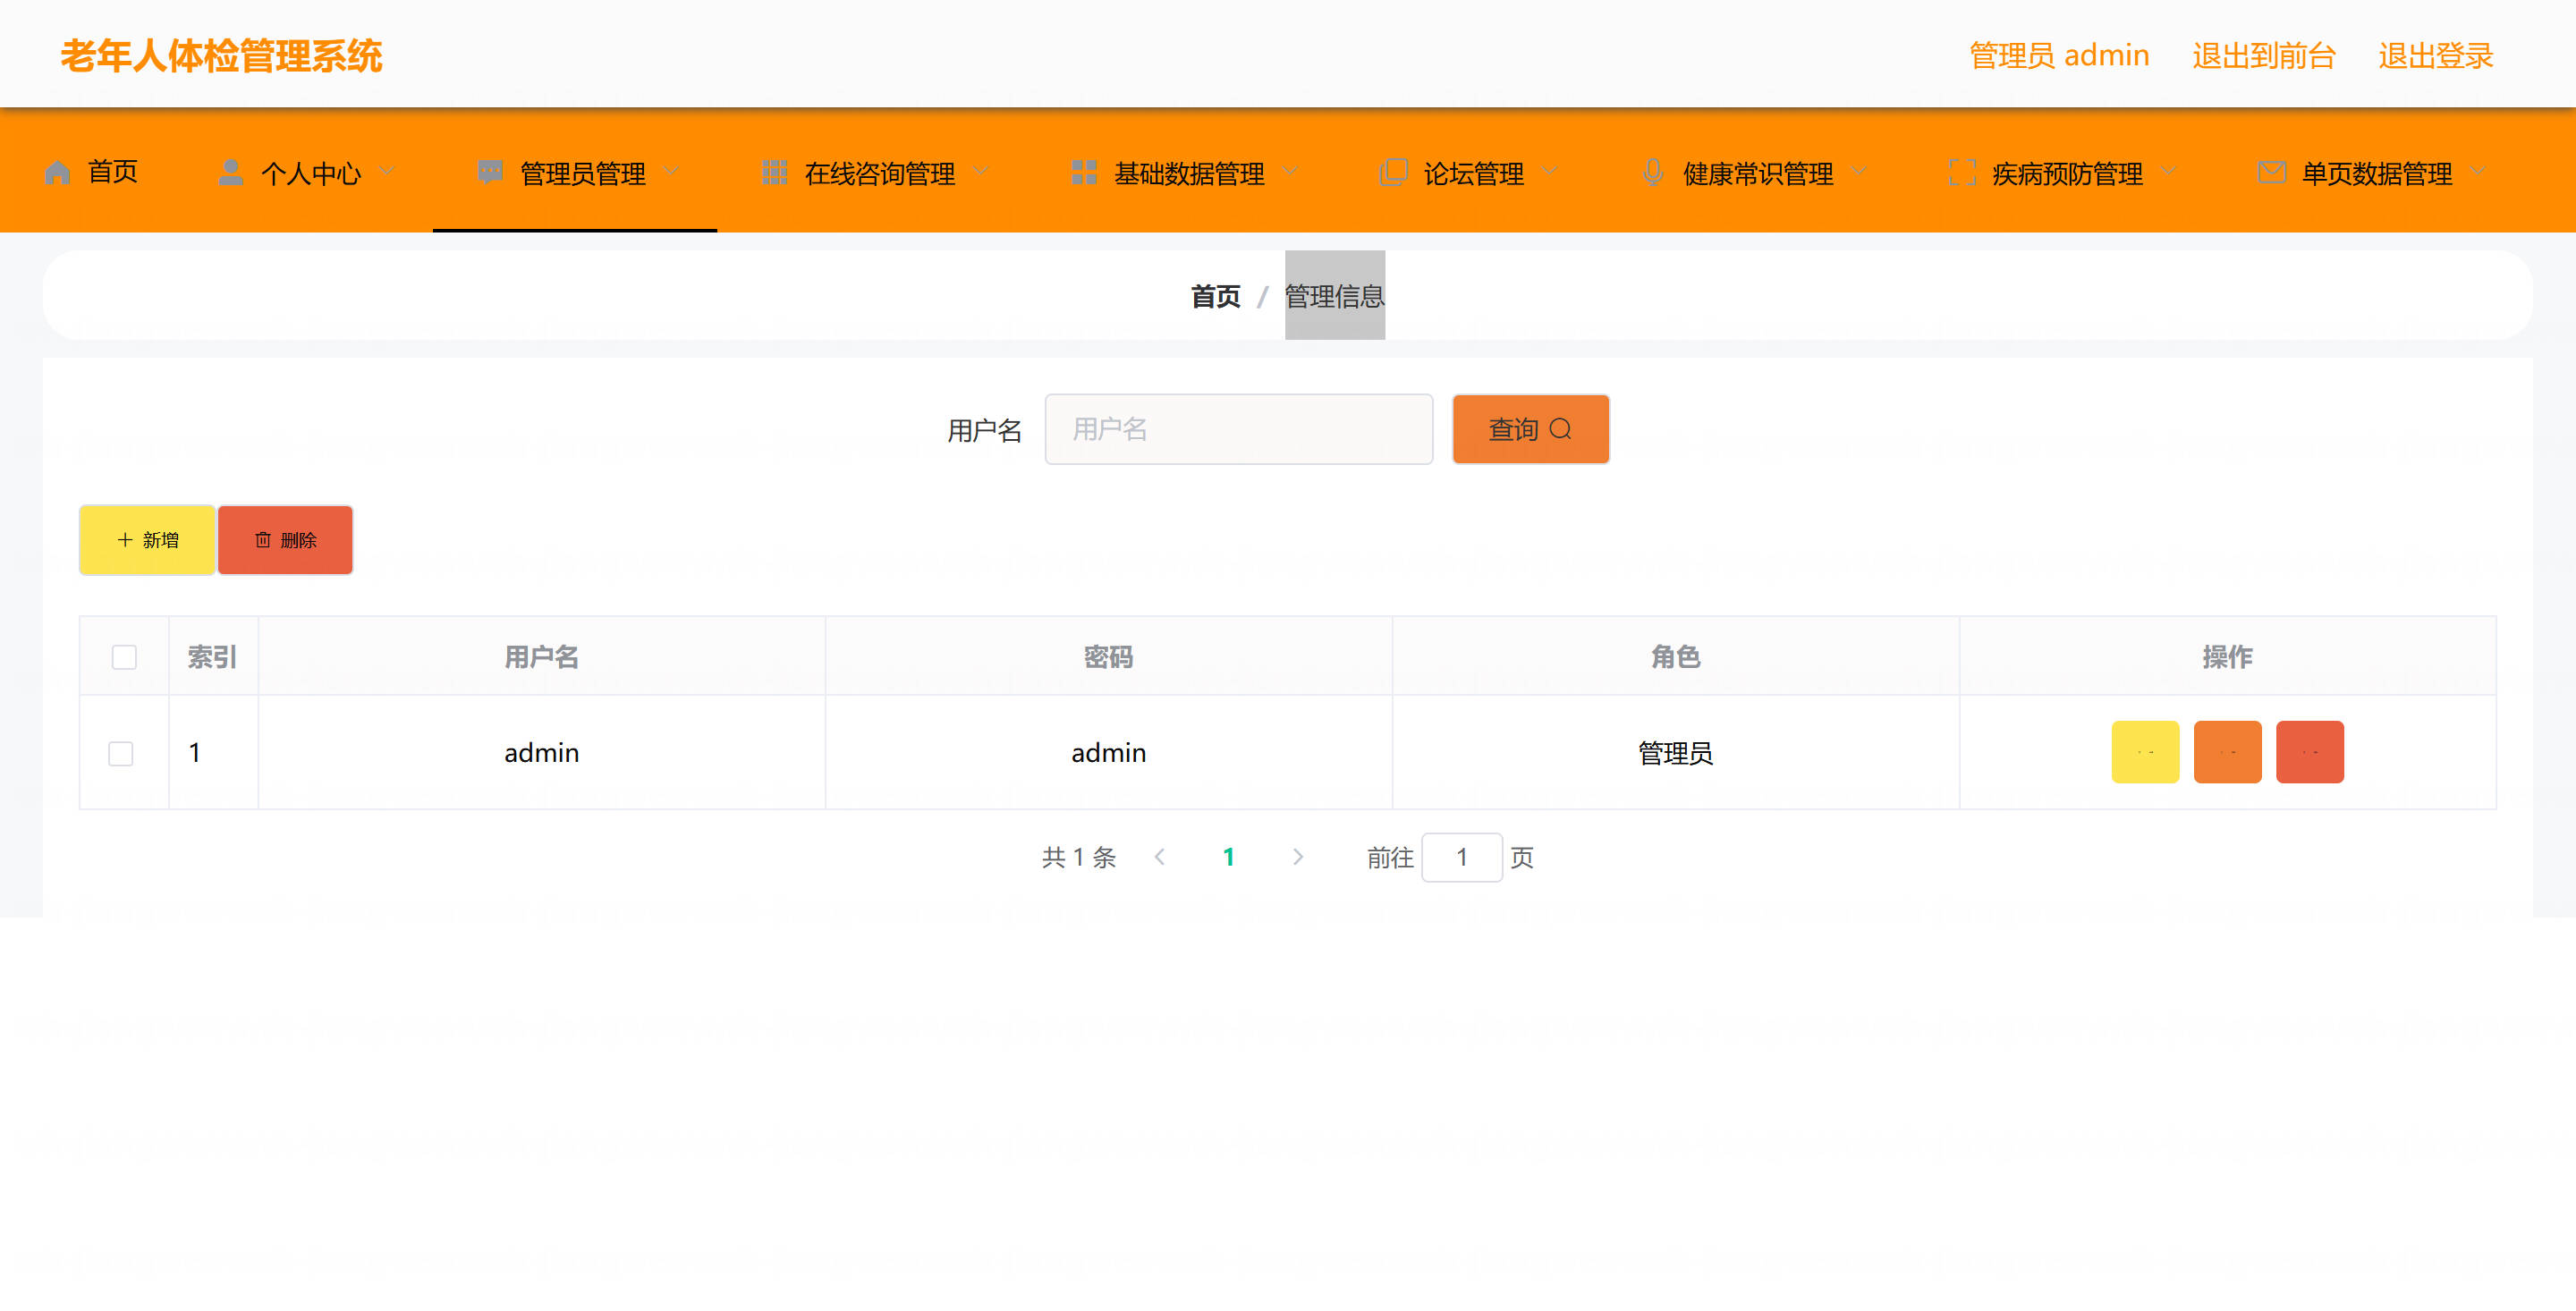 老年人体检管理系统 管理员 admin 退出到前台 退出登录
首页 个人中心 管理员管理 在线咨询管理 基础数据管理 论坛管理 健康常识管理 疾病预防管理 单页数据管理
首页 / 管理信息
用户名 用户名 查询
新增 删除
索引 用户名 密码 角色 操作
1 admin admin 管理员
共 1 条 1 前往 1 页